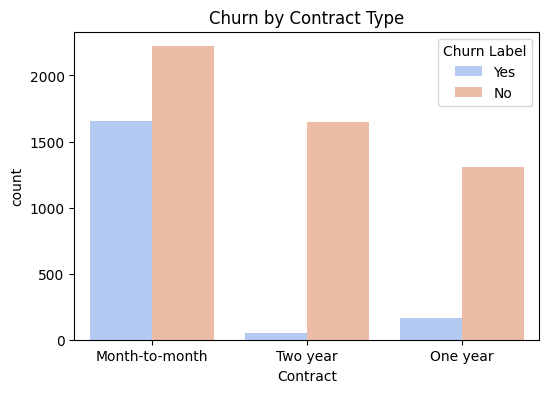 Churn by Contract Type
Churn Label
Yes
No
2000
1500
1000
500
0
count
Month-to-month
Two year
One year
Contract